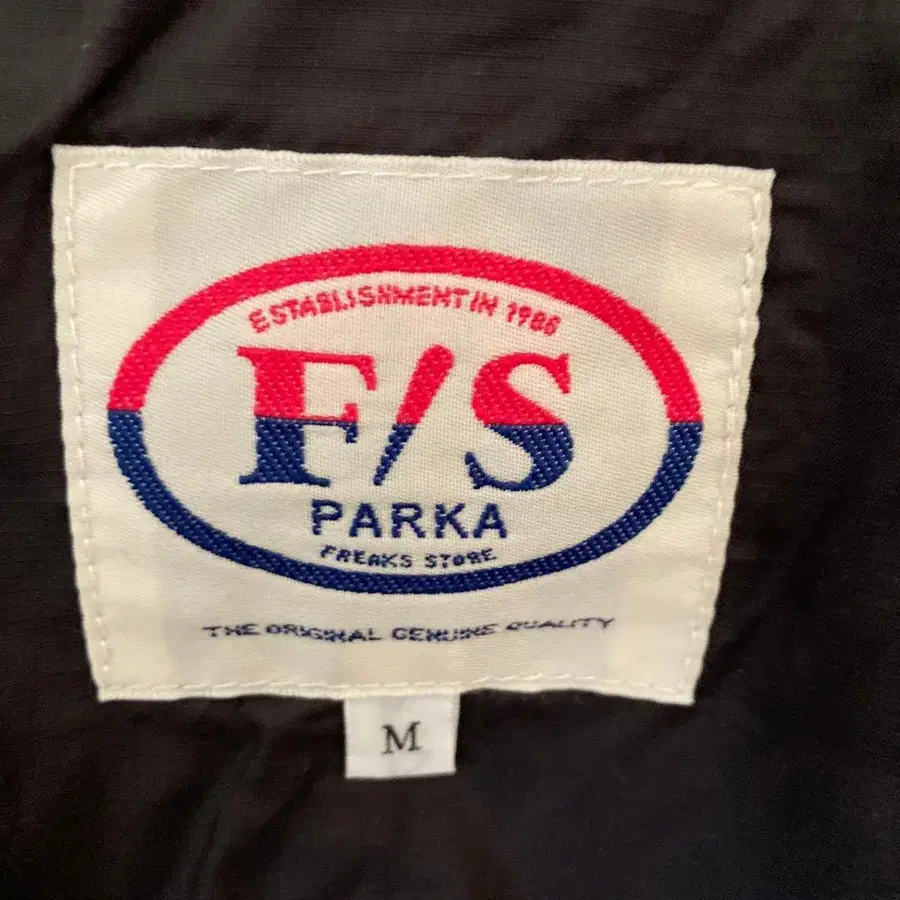 ESTABLISHMENT IN 1986
F/S
PARKA
FREAKS STORE
THE ORIGINAL GENUINE QUALITY
M